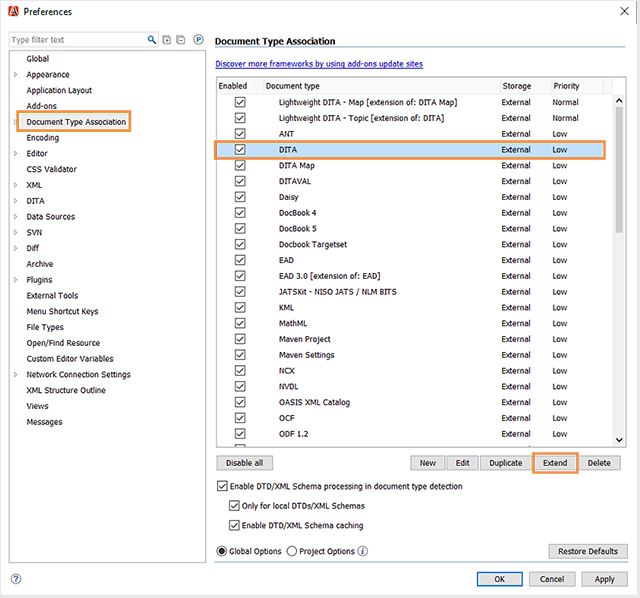 Preferences
Type filter text
Global
Appearance
Application Layout
Add-ons
Document Type Association
Encoding
Editor
CSS Validator
XML
DITA
Data Sources
SVN
Diff
Archive
Plugins
External Tools
Menu Shortcut Keys
File Types
Open/Find Resource
Custom Editor Variables
Network Connection Settings
XML Structure Outline
Views
Messages
Document Type Association
Discover more frameworks by using add-ons update sites
Enabled Document type Storage Priority
Lightweight DITA - Map [extension of: DITA Map] External Normal
Lightweight DITA - Topic [extension of: DITA] External Normal
ANT External Low
DITA External Low
DITA Map External Low
DITAVAL External Low
Daisy External Low
DocBook 4 External Low
DocBook 5 External Low
Docbook Targetset External Low
EAD External Low
EAD 3.0 [extension of: EAD] External Low
JATSKit - NISO JATS / NLM BITS External Low
KML External Low
MathML External Low
Maven Project External Low
Maven Settings External Low
NCX External Low
NVDL External Low
OASIS XML Catalog External Low
OCF External Low
ODF 1.2 External Low
Disable all New Edit Duplicate Extend Delete
Enable DTD/XML Schema processing in document type detection
Only for local DTDs/XML Schemas
Enable DTD/XML Schema caching
Global Options Project Options
Restore Defaults
OK Cancel Apply